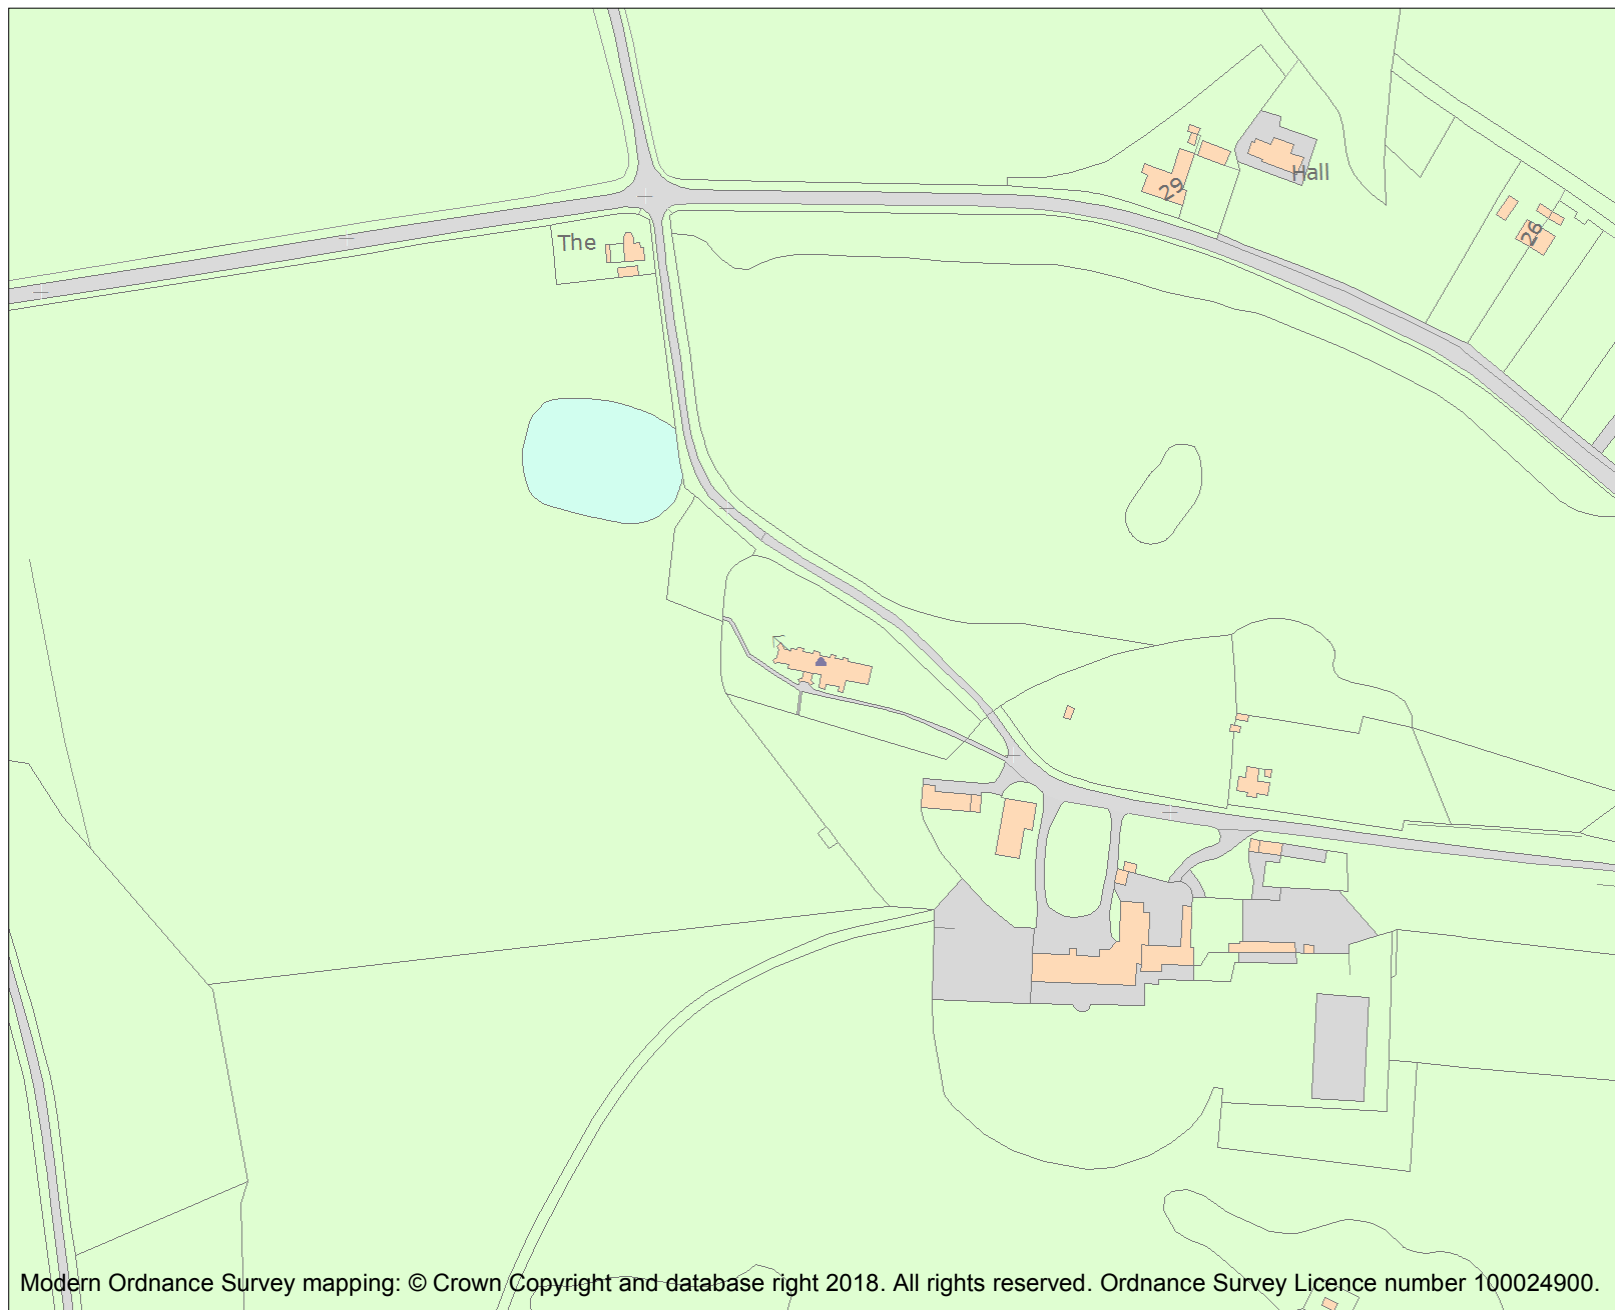 Hall
29
26
The
Modern Ordnance Survey mapping: © Crown Copyright and database right 2018. All rights reserved. Ordnance Survey Licence number 100024900.